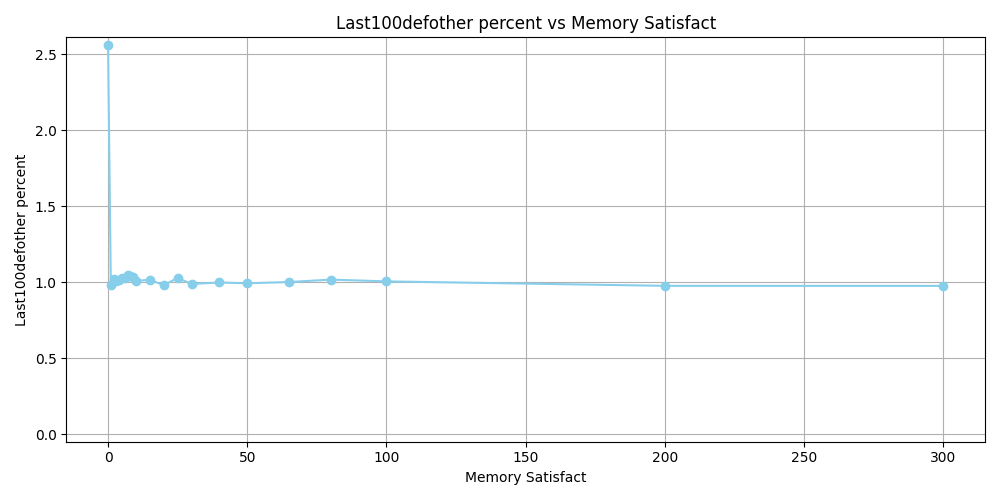 Last100defother percent vs Memory Satisfact
Last100defother percent
2.5
2.0
1.5
1.0
0.5
0.0
0 50 100 150 200 250 300
Memory Satisfact